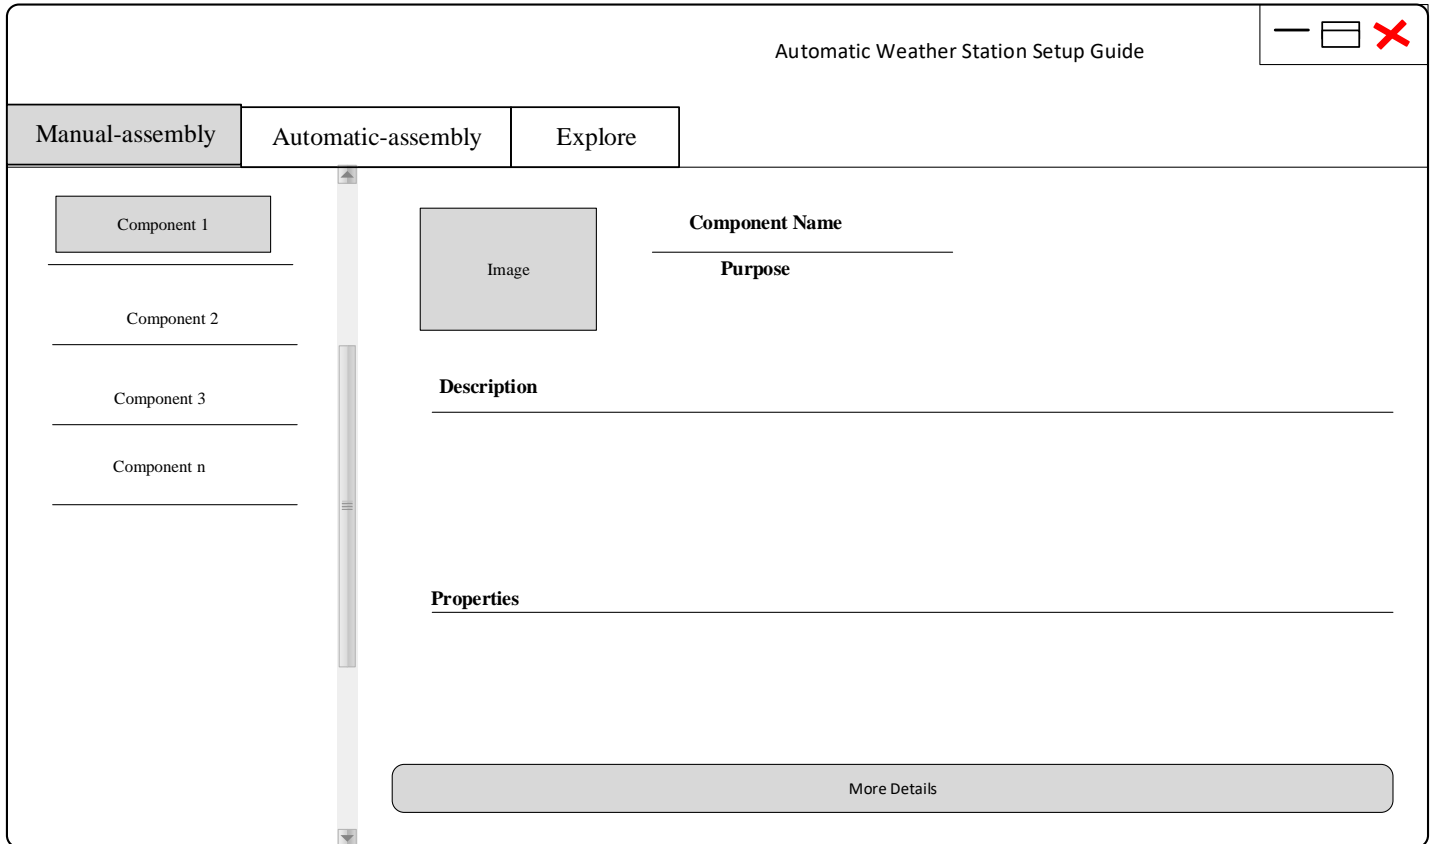 Automatic Weather Station Setup Guide
Manual-assembly
Automatic-assembly
Explore
Component 1
Component 2
Component 3
Component n
Image
Component Name
Purpose
Description
Properties
More Details